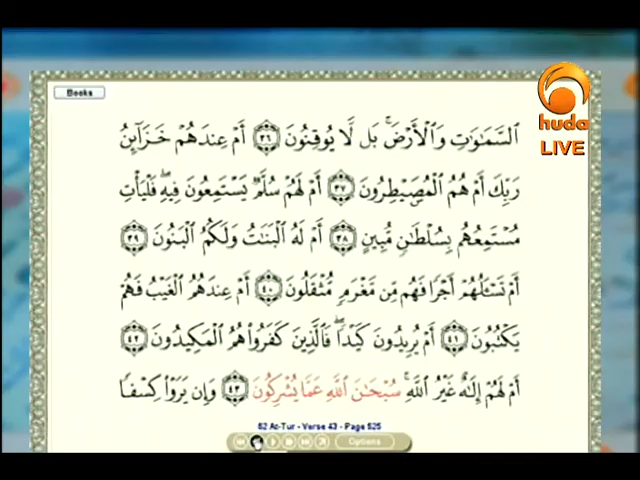 Books
huda
LIVE
ٱلسَّمَٰوَٰتِ وَٱلْأَرْضَ ۚ بَل لَّا يُوقِنُونَ ٣٦ أَمْ عِندَهُمْ خَزَآئِنُ
رَبِّكَ أَمْ هُمُ ٱلْمُصَۣيْطِرُونَ ٣٧ أَمْ لَهُمْ سُلَّمٌ يَسْتَمِعُونَ فِيهِ ۖ فَلْيَأْتِ
مُسْتَمِعُهُم بِسُلْطَٰنٍ مُّبِينٍ ٣٨ أَمْ لَهُ ٱلْبَنَٰتُ وَلَكُمُ ٱلْبَنُونَ ٣٩
أَمْ تَسْـَٔلُهُمْ أَجْرًا فَهُم مِّن مَّغْرَمٍ مُّثْقَلُونَ ٤٠ أَمْ عِندَهُمُ ٱلْغَيْبُ فَهُمْ
يَكْتُبُونَ ٤١ أَمْ يُرِيدُونَ كَيْدًا ۖ فَٱلَّذِينَ كَفَرُوا۟ هُمُ ٱلْمَكِيدُونَ ٤٢
أَمْ لَهُمْ إِلَٰهٌ غَيْرُ ٱللَّهِ ۚ سُبْحَٰنَ ٱللَّهِ عَمَّا يُشْرِكُونَ ٤٣ وَإِن يَرَوْا۟ كِسْفًا
52 At-Tur - Verse 43 - Page 525
Options